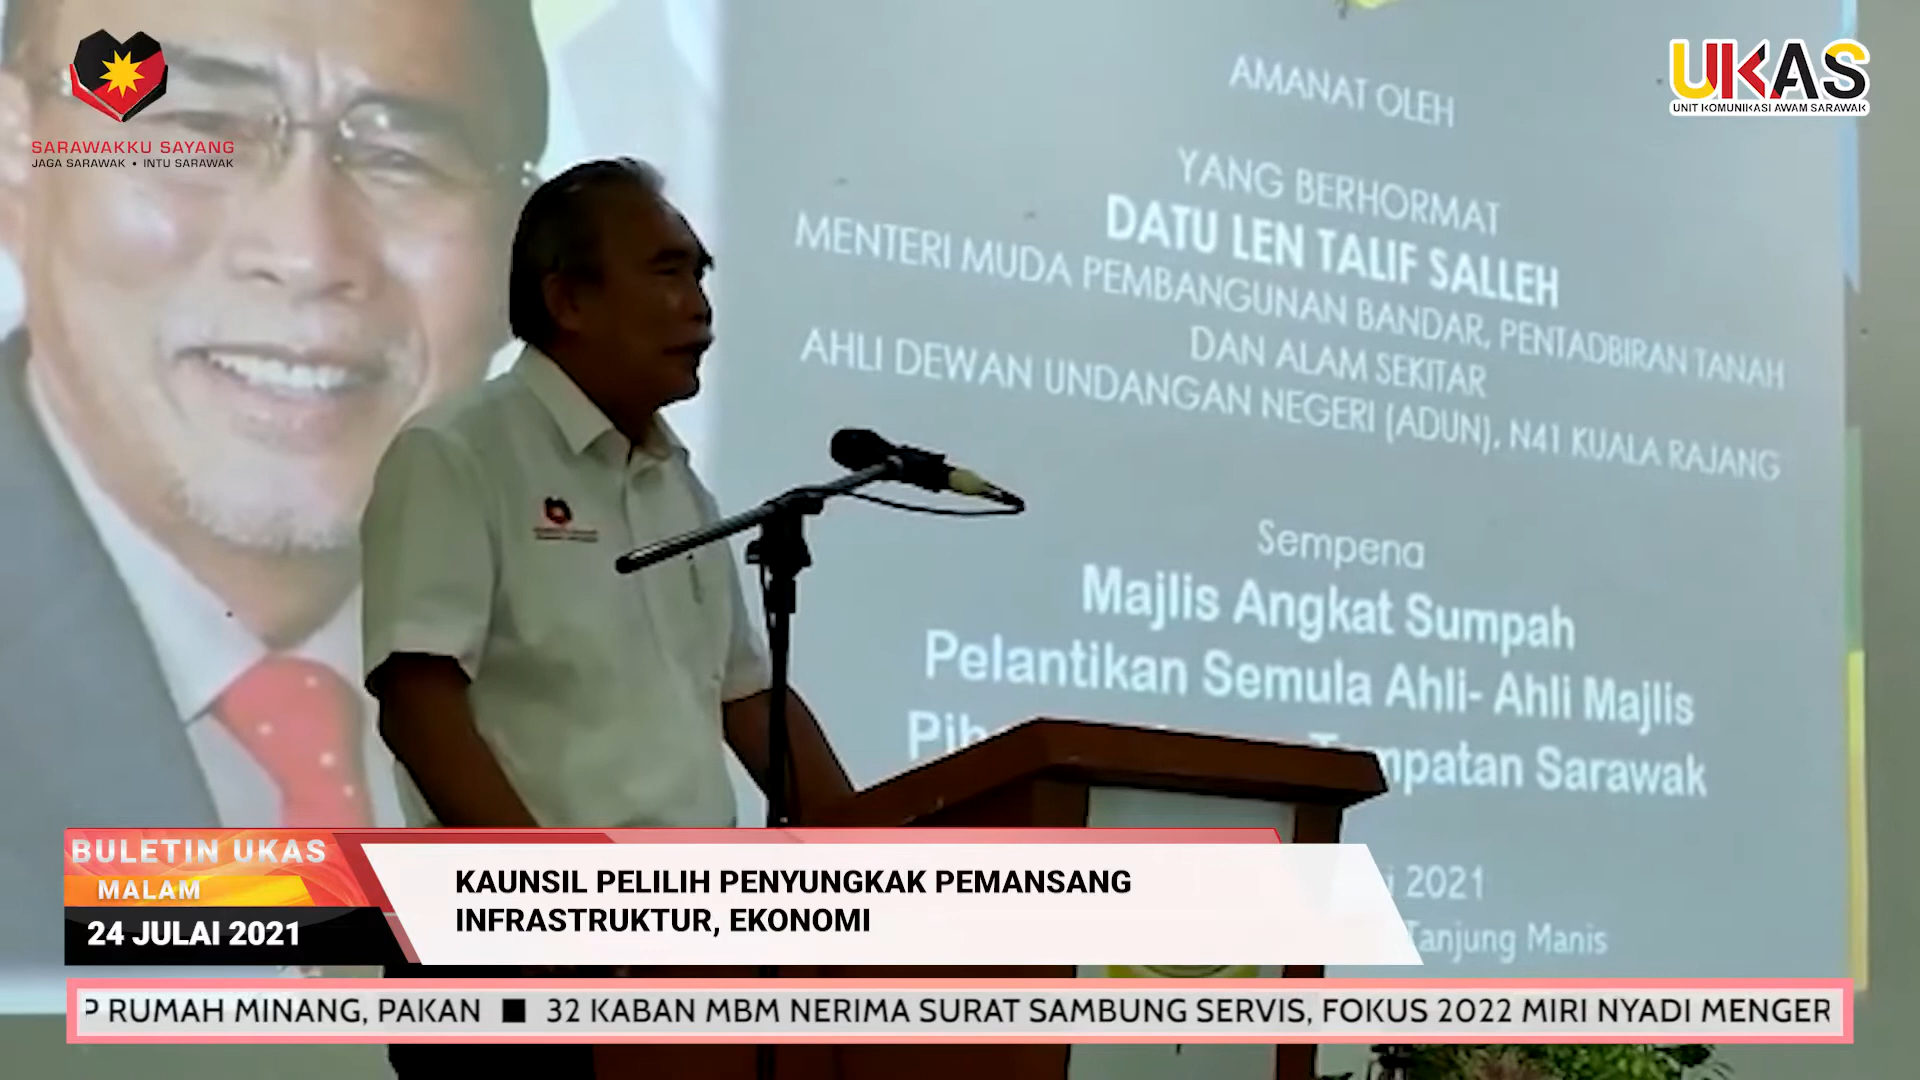 SARAWAKKU SAYANG
JAGA SARAWAK • INTU SARAWAK
UKAS
UNIT KOMUNIKASI AWAM SARAWAK
AMANAT OLEH
YANG BERHORMAT
DATU LEN TALIF SALLEH
MENTERI MUDA PEMBANGUNAN BANDAR, PENTADBIRAN TANAH
DAN ALAM SEKITAR
AHLI DEWAN UNDANGAN NEGERI (ADUN), N41 KUALA RAJANG
Sempena
Majlis Angkat Sumpah
Pelantikan Semula Ahli- Ahli Majlis
Sarawak
2021
Tanjung Manis
BULETIN UKAS
MALAM
24 JULAI 2021
KAUNSIL PELILIH PENYUNGKAK PEMANSANG
INFRASTRUKTUR, EKONOMI
P RUMAH MINANG, PAKAN ■ 32 KABAN MBM NERIMA SURAT SAMBUNG SERVIS, FOKUS 2022 MIRI NYADI MENGER